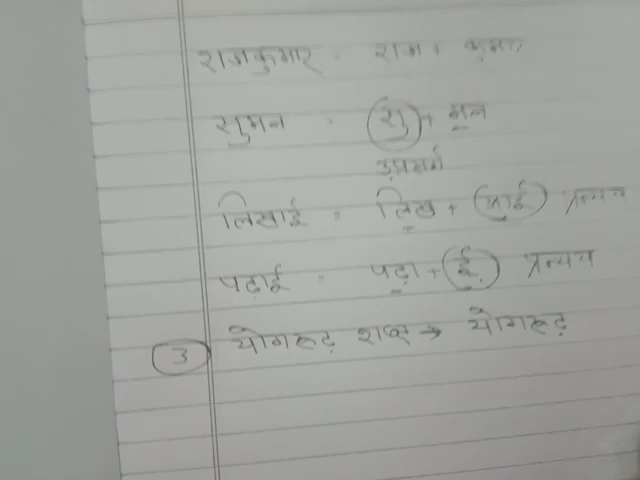 राजकुमार - राज + कुमार
सुमन - सु + मन
उपसर्ग
लिखाई - लिख + आई प्रत्यय
पढ़ाई - पढ़ा + ई प्रत्यय
3 योगरूढ़ शब्द → योगरूढ़